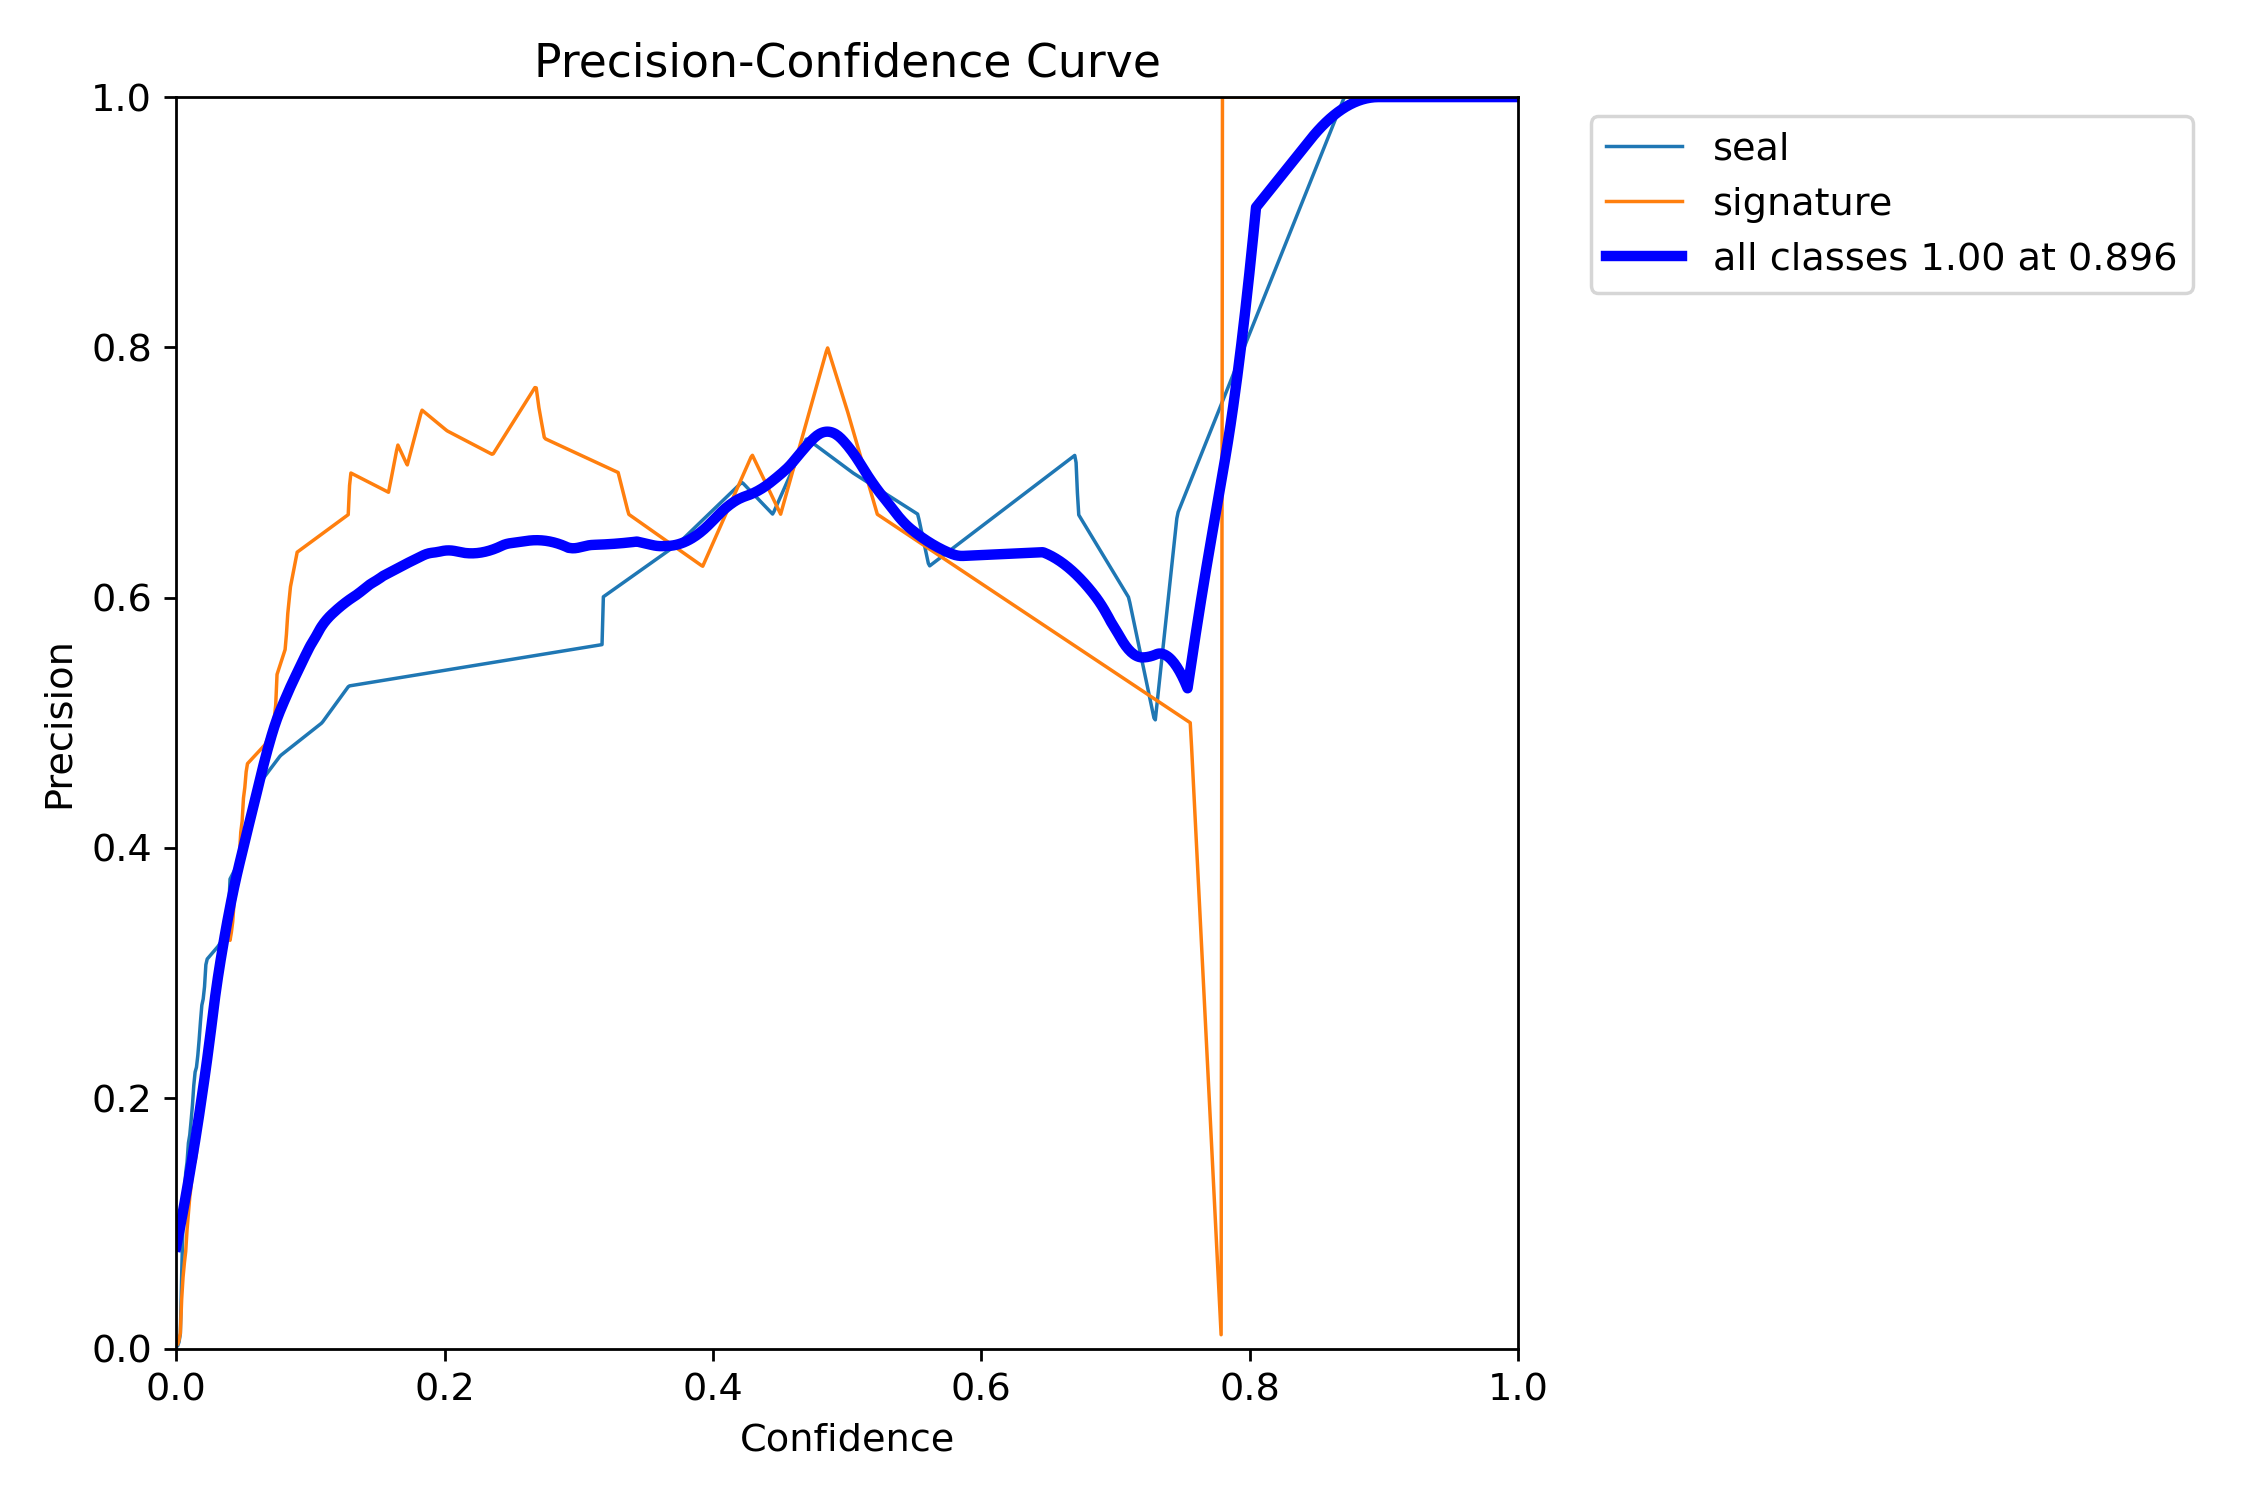 Precision-Confidence Curve
1.0
0.8
0.6
0.4
0.2
0.0
Precision
0.0 0.2 0.4 0.6 0.8 1.0
Confidence
seal
signature
all classes 1.00 at 0.896